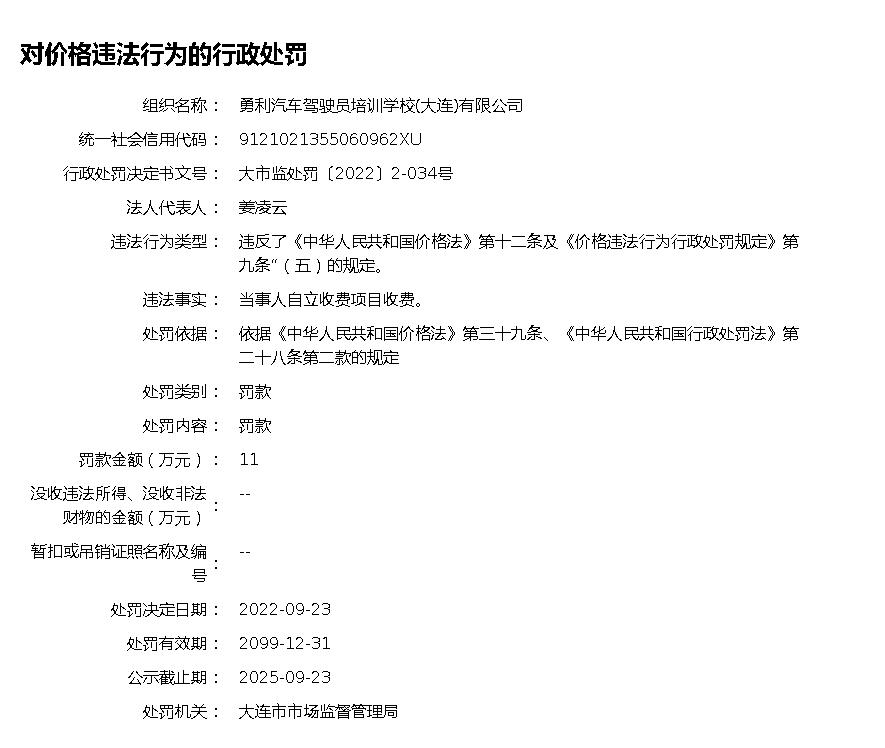 对价格违法行为的行政处罚
组织名称： 勇利汽车驾驶员培训学校(大连)有限公司
统一社会信用代码： 9121021355060962XU
行政处罚决定书文号： 大市监处罚〔2022〕2-034号
法人代表人： 姜凌云
违法行为类型： 违反了《中华人民共和国价格法》第十二条及《价格违法行为行政处罚规定》第
九条“（五）的规定。
违法事实： 当事人自立收费项目收费。
处罚依据： 依据《中华人民共和国价格法》第三十九条、《中华人民共和国行政处罚法》第
二十八条第二款的规定
处罚类别： 罚款
处罚内容： 罚款
罚款金额（万元）： 11
没收违法所得、没收非法
财物的金额（万元）： --
暂扣或吊销证照名称及编
号： --
处罚决定日期： 2022-09-23
处罚有效期： 2099-12-31
公示截止期： 2025-09-23
处罚机关： 大连市市场监督管理局